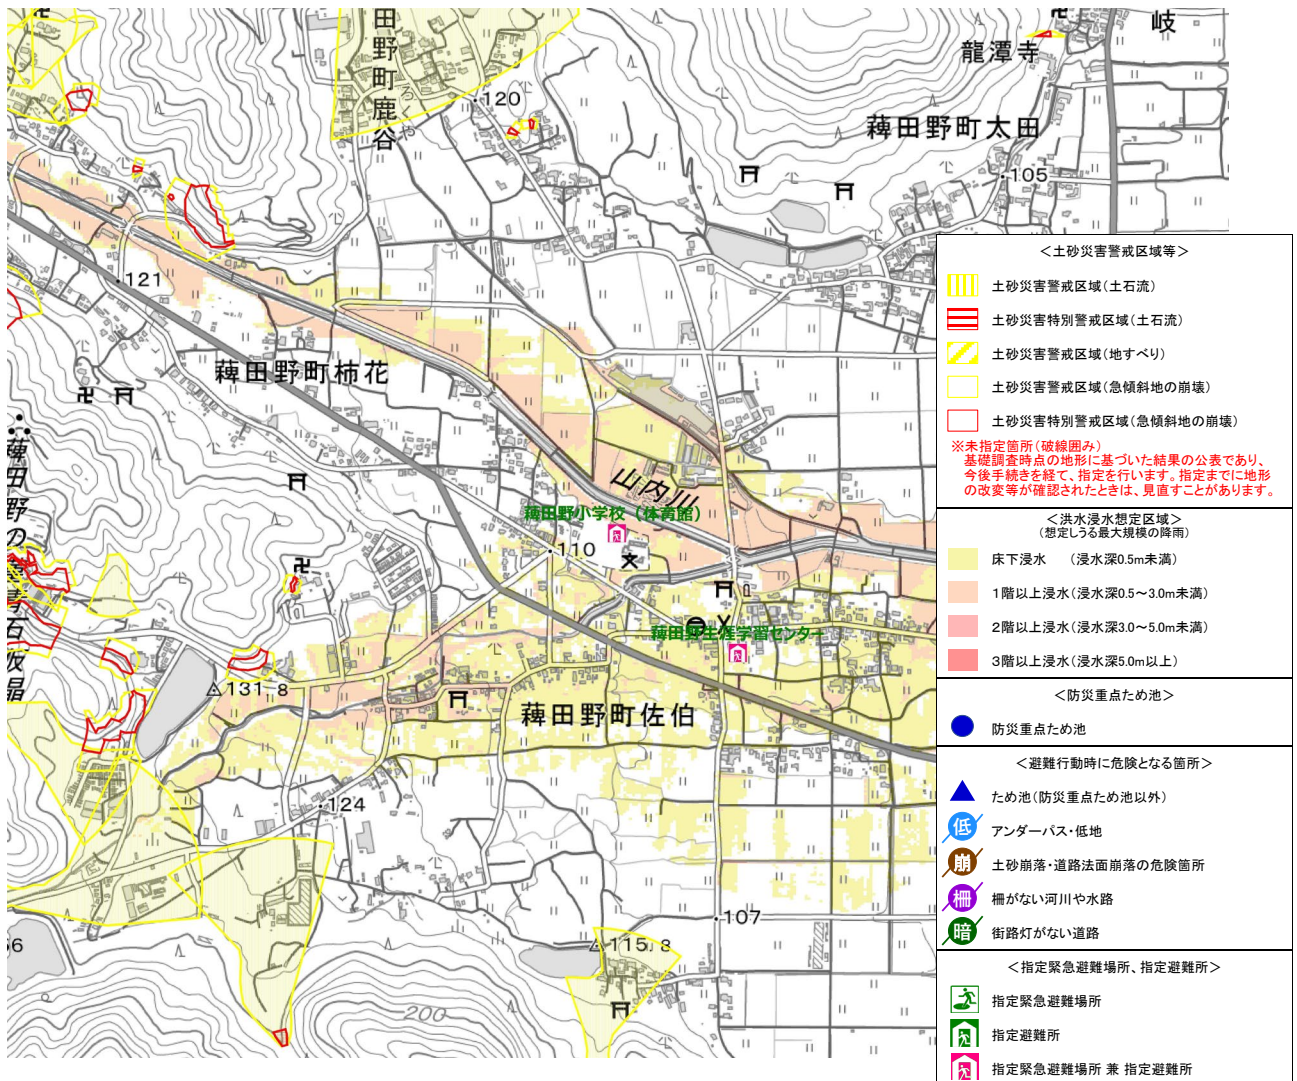 田野町鹿谷
ろくや
120
龍潭寺
岐
薭田野町太田
105
121
薭田野町柿花
山内川
薭田野小学校（体育館）
110
文
薭田野生涯学習センター
131.8
薭田野町佐伯
124
107
115.8
200
56
＜土砂災害警戒区域等＞
土砂災害警戒区域（土石流）
土砂災害特別警戒区域（土石流）
土砂災害警戒区域（地すべり）
土砂災害警戒区域（急傾斜地の崩壊）
土砂災害特別警戒区域（急傾斜地の崩壊）
※未指定箇所（破線囲み）
基礎調査時点の地形に基づいた結果の公表であり、
今後手続きを経て、指定を行います。指定までに地形
の改変等が確認されたときは、見直すことがあります。
＜洪水浸水想定区域＞
（想定しうる最大規模の降雨）
床下浸水　（浸水深0.5m未満）
1階以上浸水（浸水深0.5～3.0m未満）
2階以上浸水（浸水深3.0～5.0m未満）
3階以上浸水（浸水深5.0m以上）
＜防災重点ため池＞
防災重点ため池
＜避難行動時に危険となる箇所＞
ため池（防災重点ため池以外）
低 アンダーパス・低地
崩 土砂崩落・道路法面崩落の危険箇所
柵 柵がない河川や水路
暗 街路灯がない道路
＜指定緊急避難場所、指定避難所＞
指定緊急避難場所
指定避難所
指定緊急避難場所 兼 指定避難所